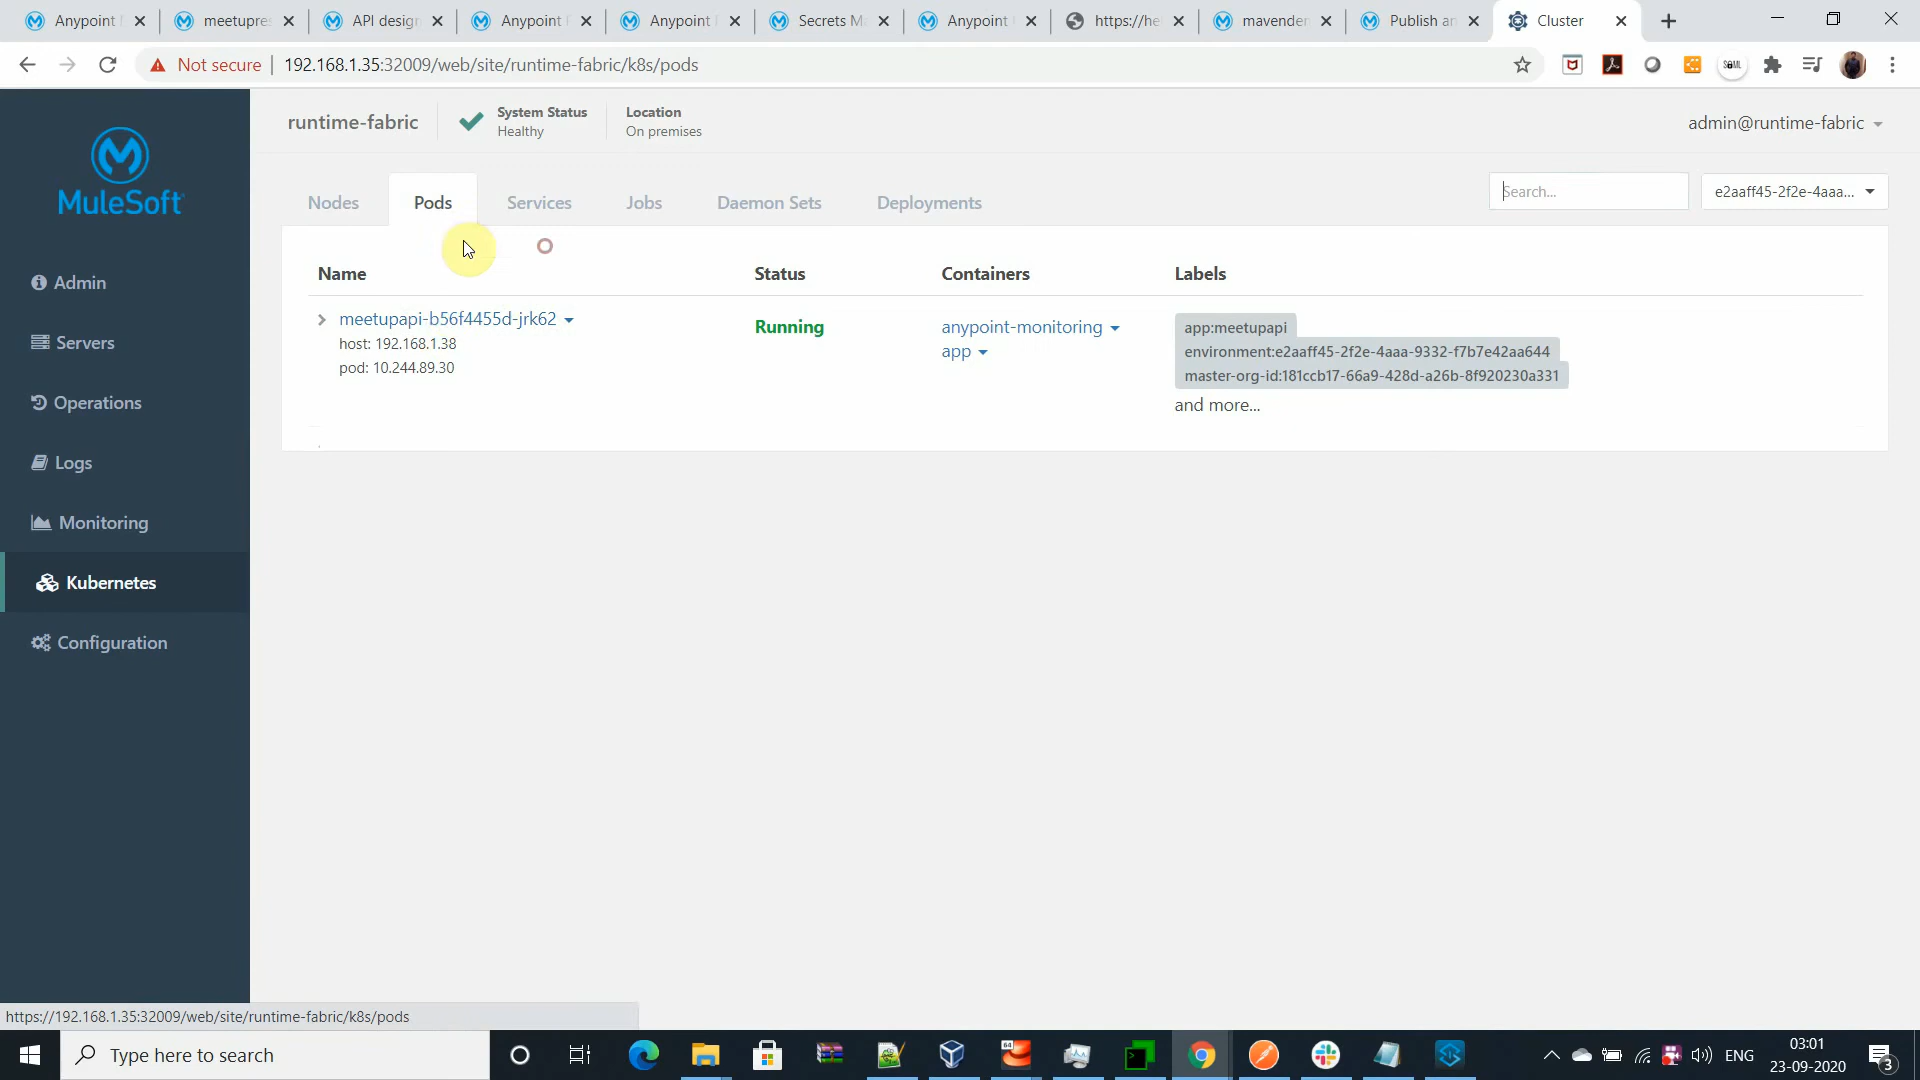 Anypoint
meetupres
API desig
Anypoint
Anypoint
Secrets M
Anypoint
https://he
mavender
Publish an
Cluster
Not secure
192.168.1.35:32009/web/site/runtime-fabric/k8s/pods
MuleSoft
runtime-fabric
System Status
Healthy
Location
On premises
admin@runtime-fabric
Nodes
Pods
Services
Jobs
Daemon Sets
Deployments
Search...
e2aaff45-2f2e-4aaa...
Admin
Servers
Operations
Logs
Monitoring
Kubernetes
Configuration
Name
Status
Containers
Labels
meetupapi-b56f4455d-jrk62
host: 192.168.1.38
pod: 10.244.89.30
Running
anypoint-monitoring
app
app:meetupapi
environment:e2aaff45-2f2e-4aaa-9332-f7b7e42aa644
master-org-id:181ccb17-66a9-428d-a26b-8f920230a331
and more...
https://192.168.1.35:32009/web/site/runtime-fabric/k8s/pods
Type here to search
ENG
03:01
23-09-2020
3